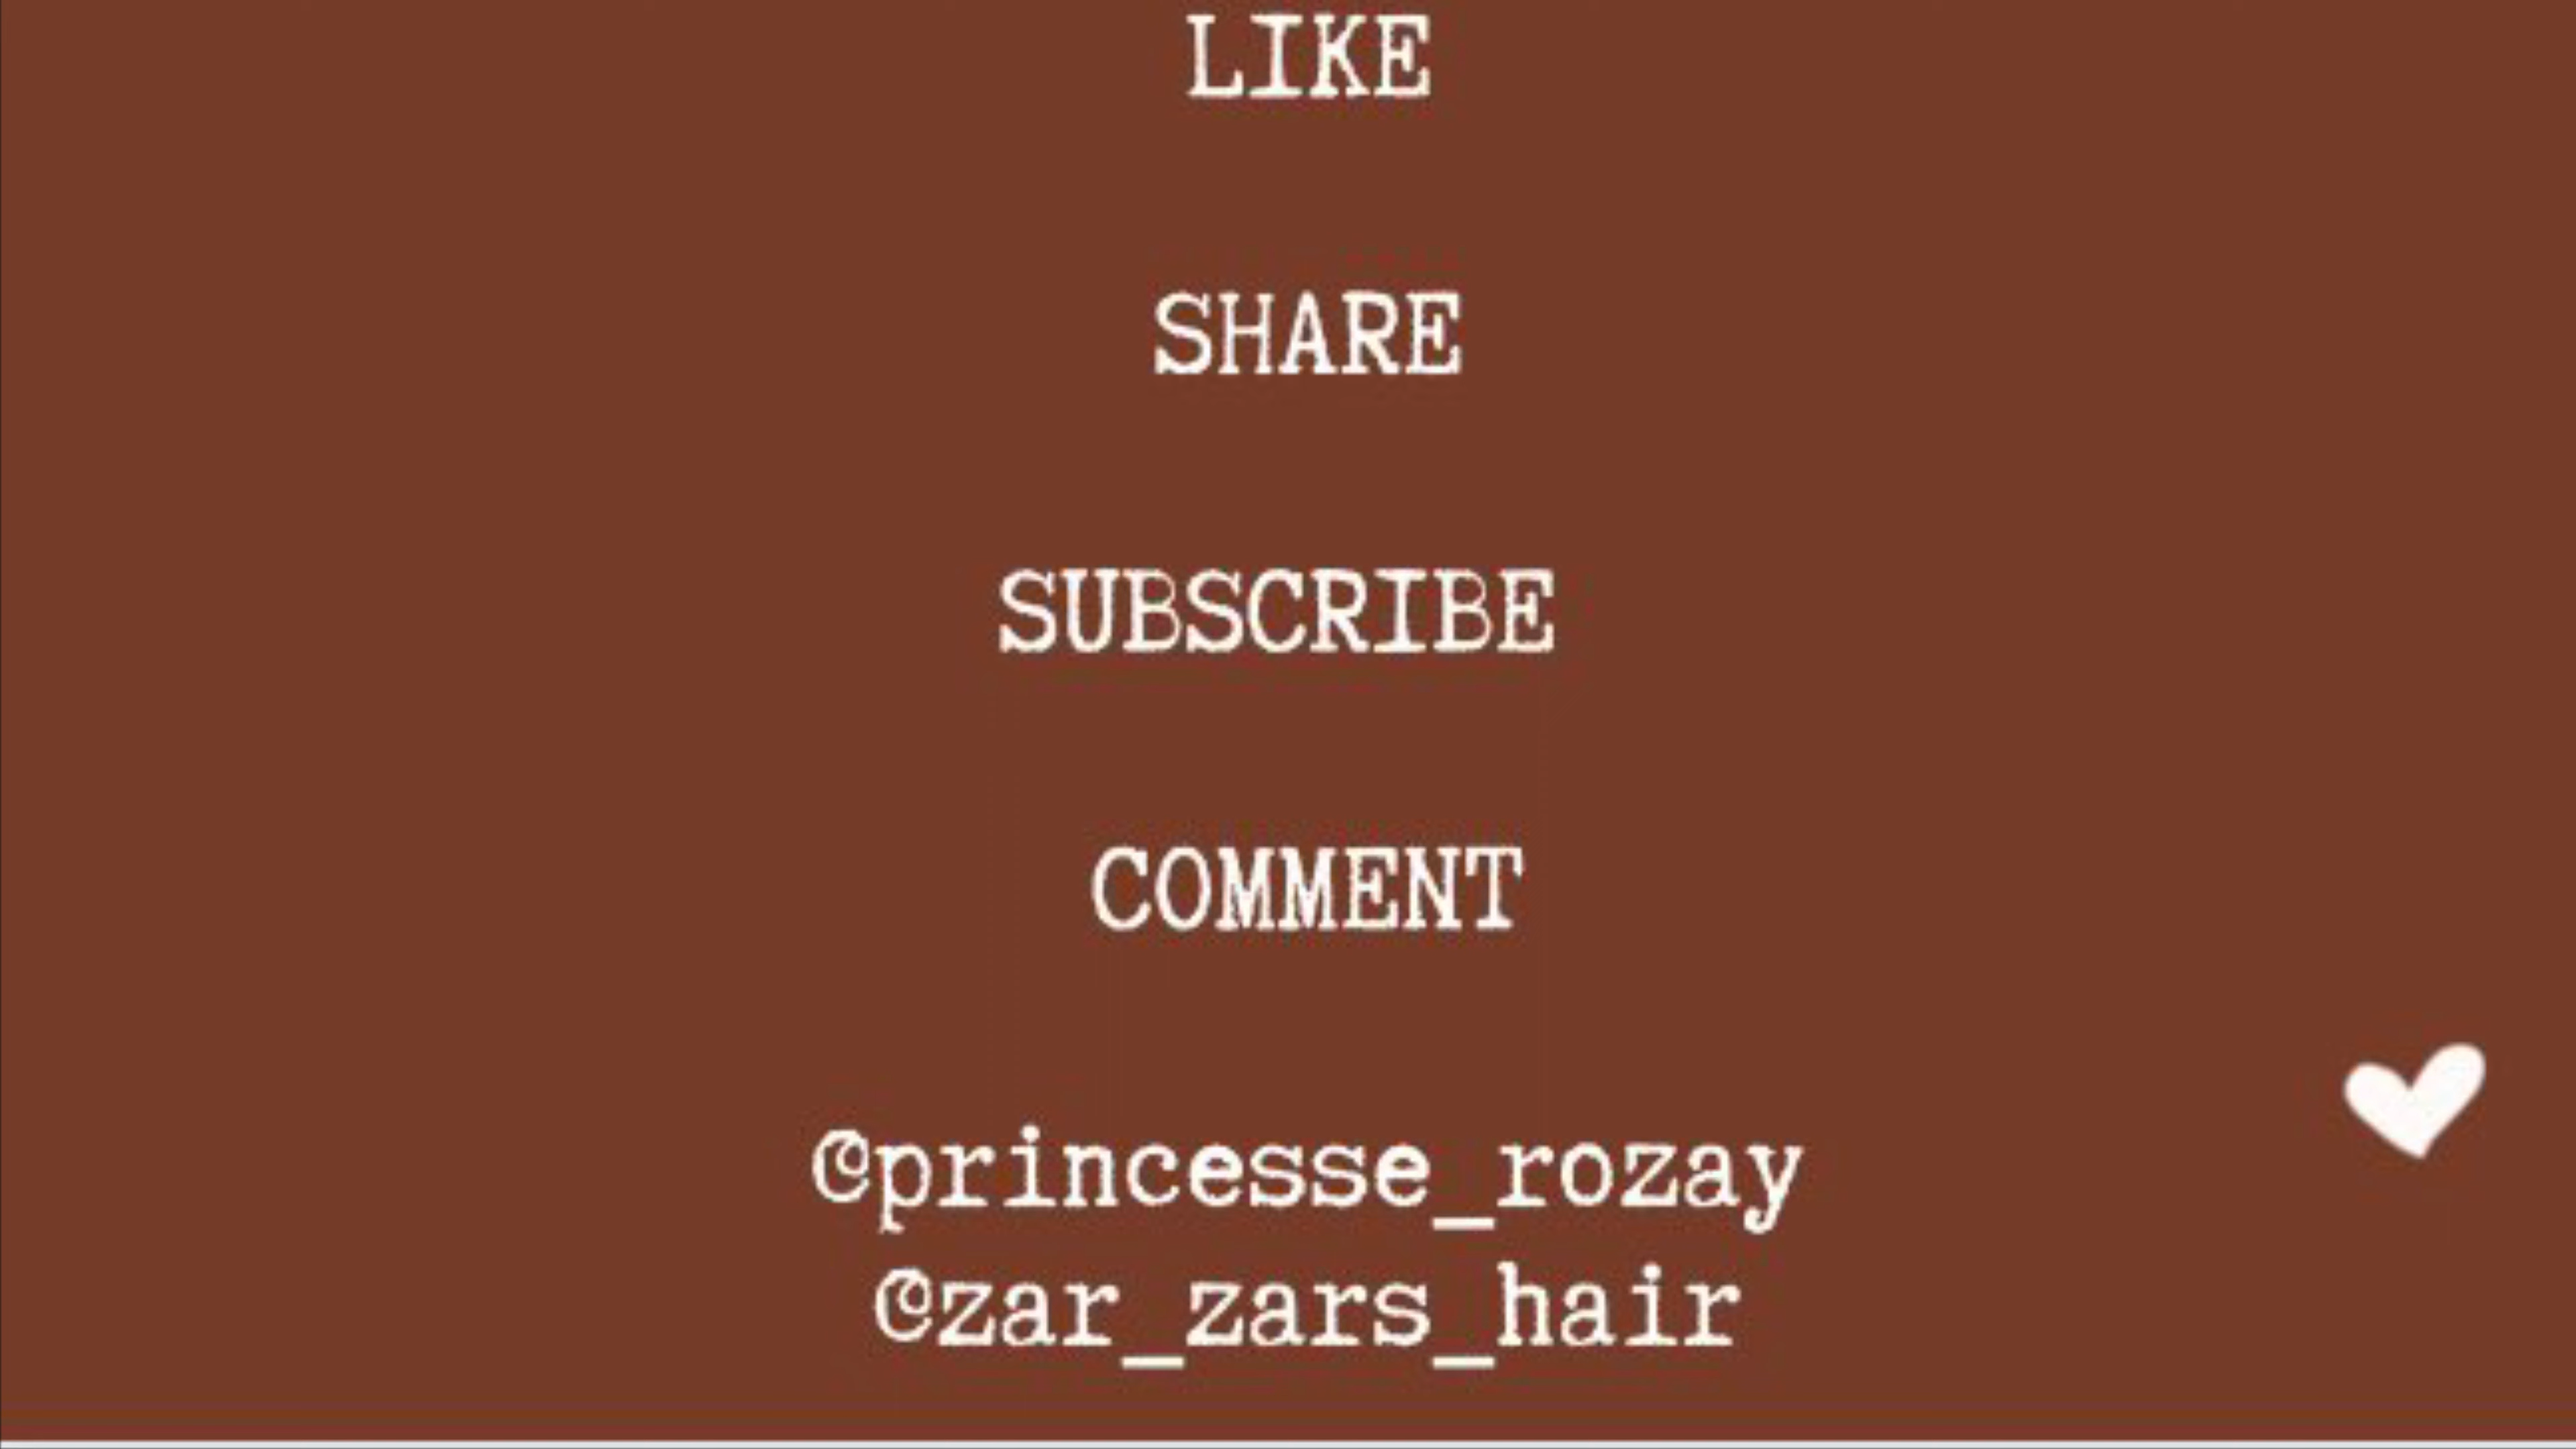 LIKE
SHARE
SUBSCRIBE
COMMENT
@princesse_rozay
@zar_zars_hair